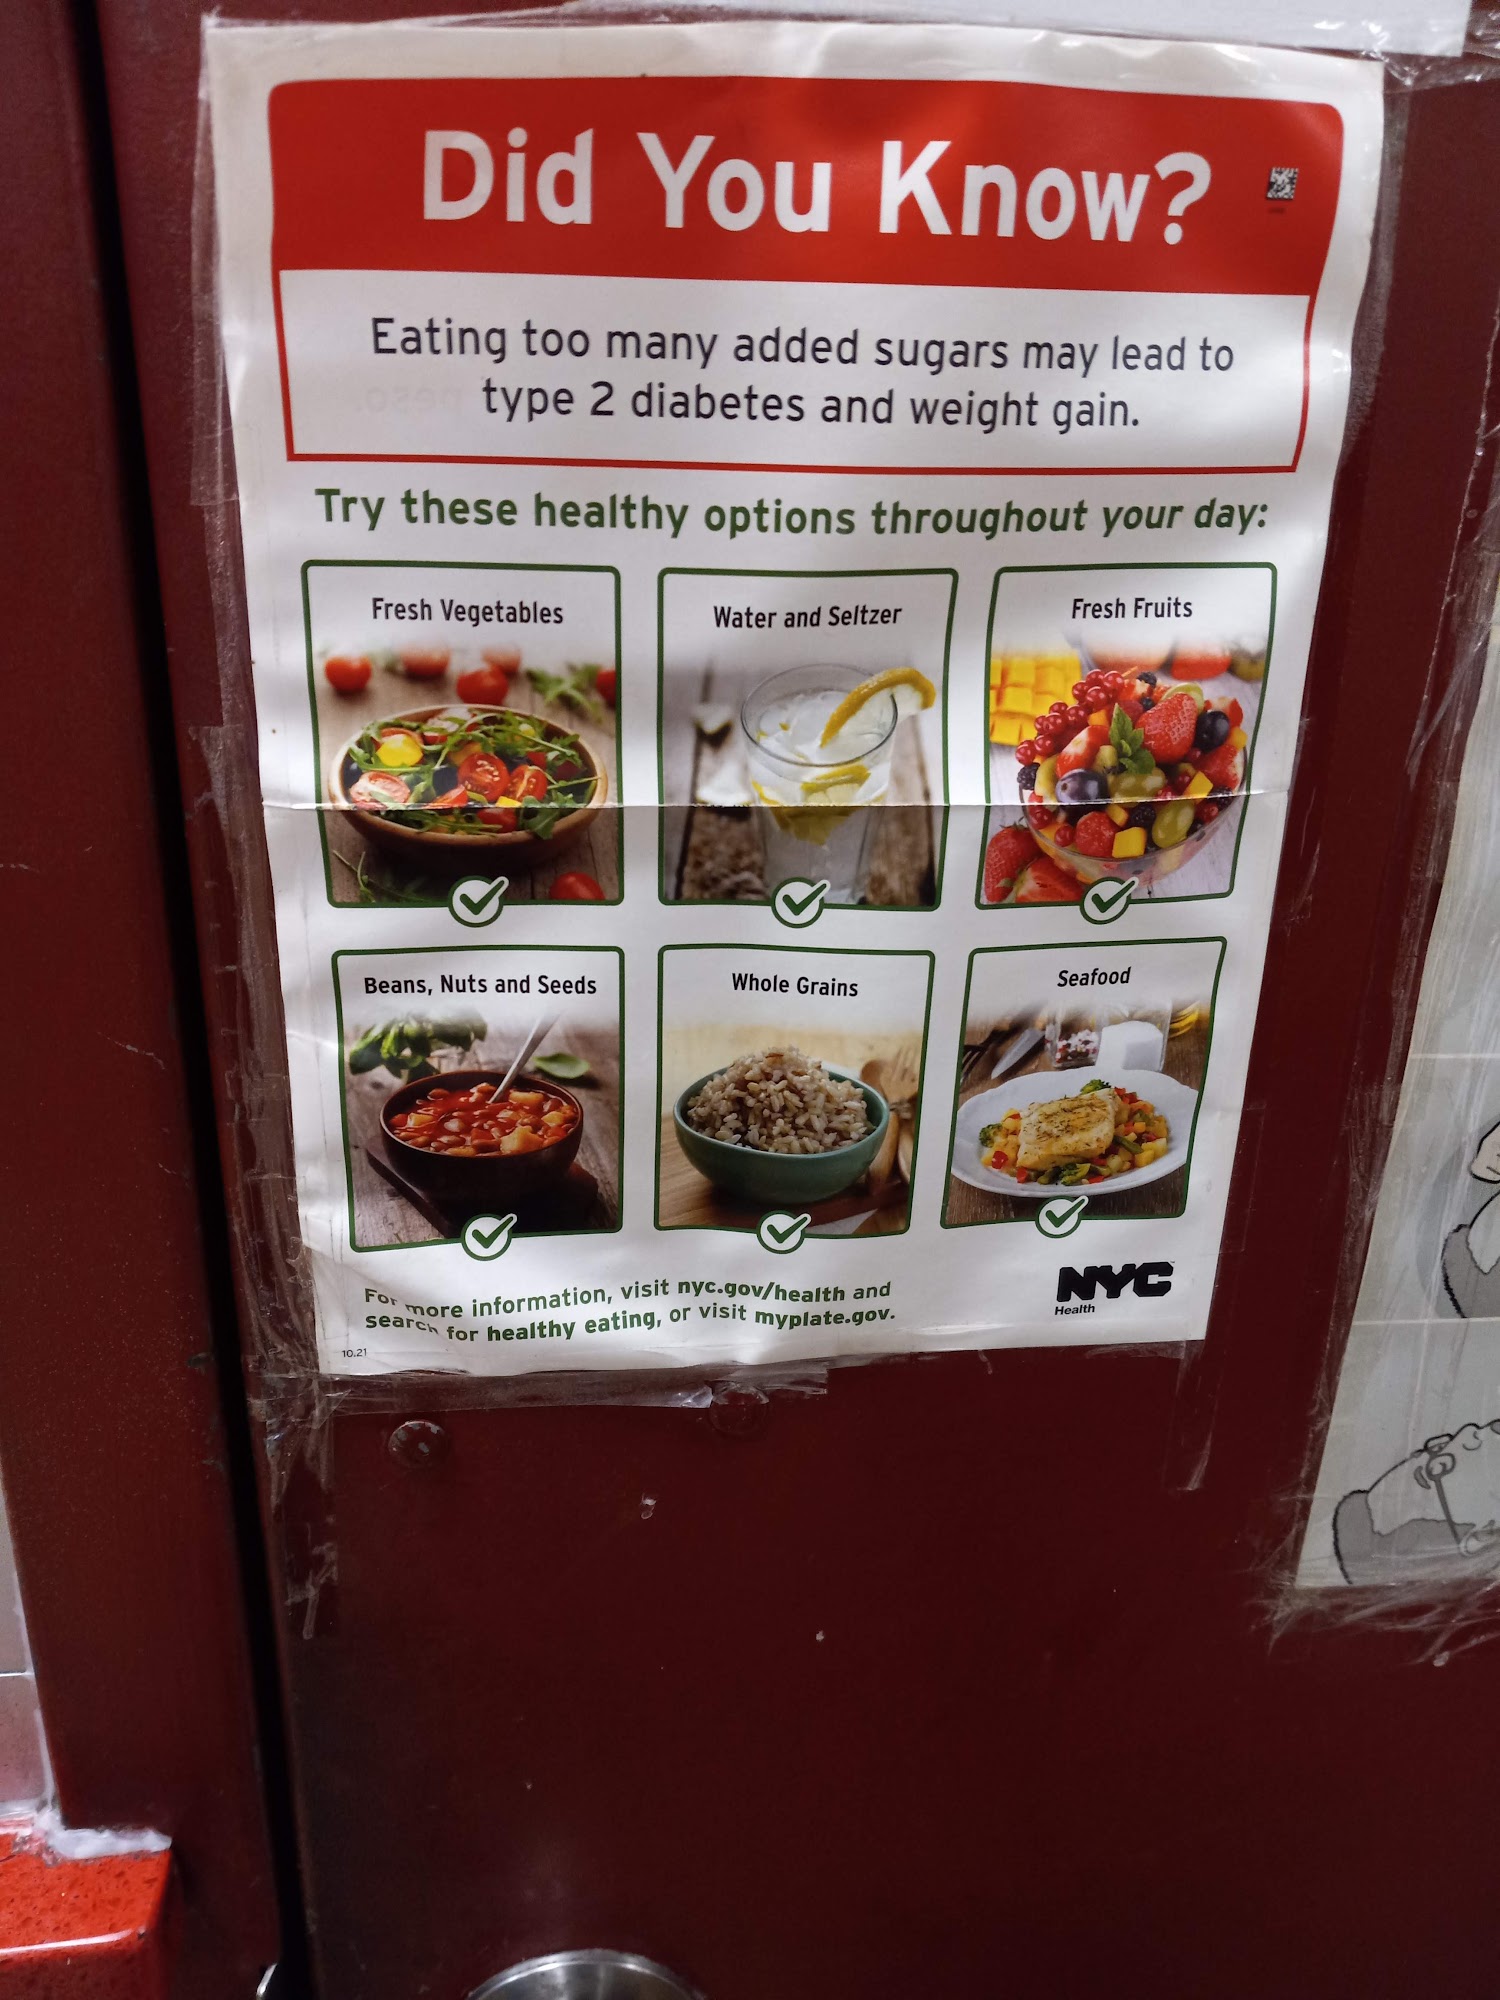 Did You Know?
Eating too many added sugars may lead to
type 2 diabetes and weight gain.
Try these healthy options throughout your day:
Fresh Vegetables
Water and Seltzer
Fresh Fruits
Beans, Nuts and Seeds
Whole Grains
Seafood
For more information, visit nyc.gov/health and
search for healthy eating, or visit myplate.gov.
NYC
Health
10.21